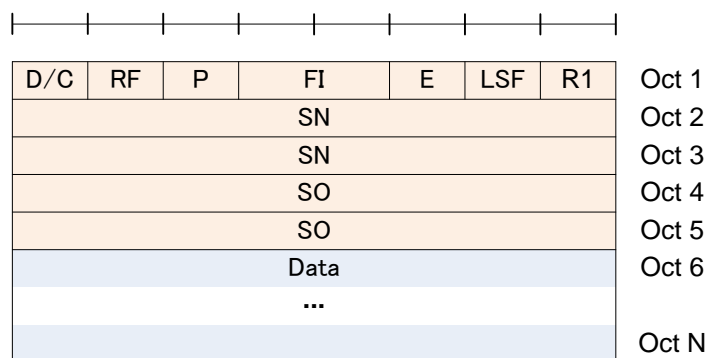 D/C RF P FI E LSF R1 Oct 1
SN Oct 2
SN Oct 3
SO Oct 4
SO Oct 5
Data Oct 6
...
Oct N